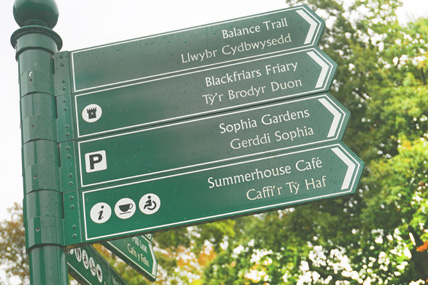 Balance Trail
Llwybr Cydbwysedd
Blackfriars Friary
Tŷ'r Brodyr Duon
P
Sophia Gardens
Gerddi Sophia
i
Summerhouse Café
Caffi'r Tŷ Haf